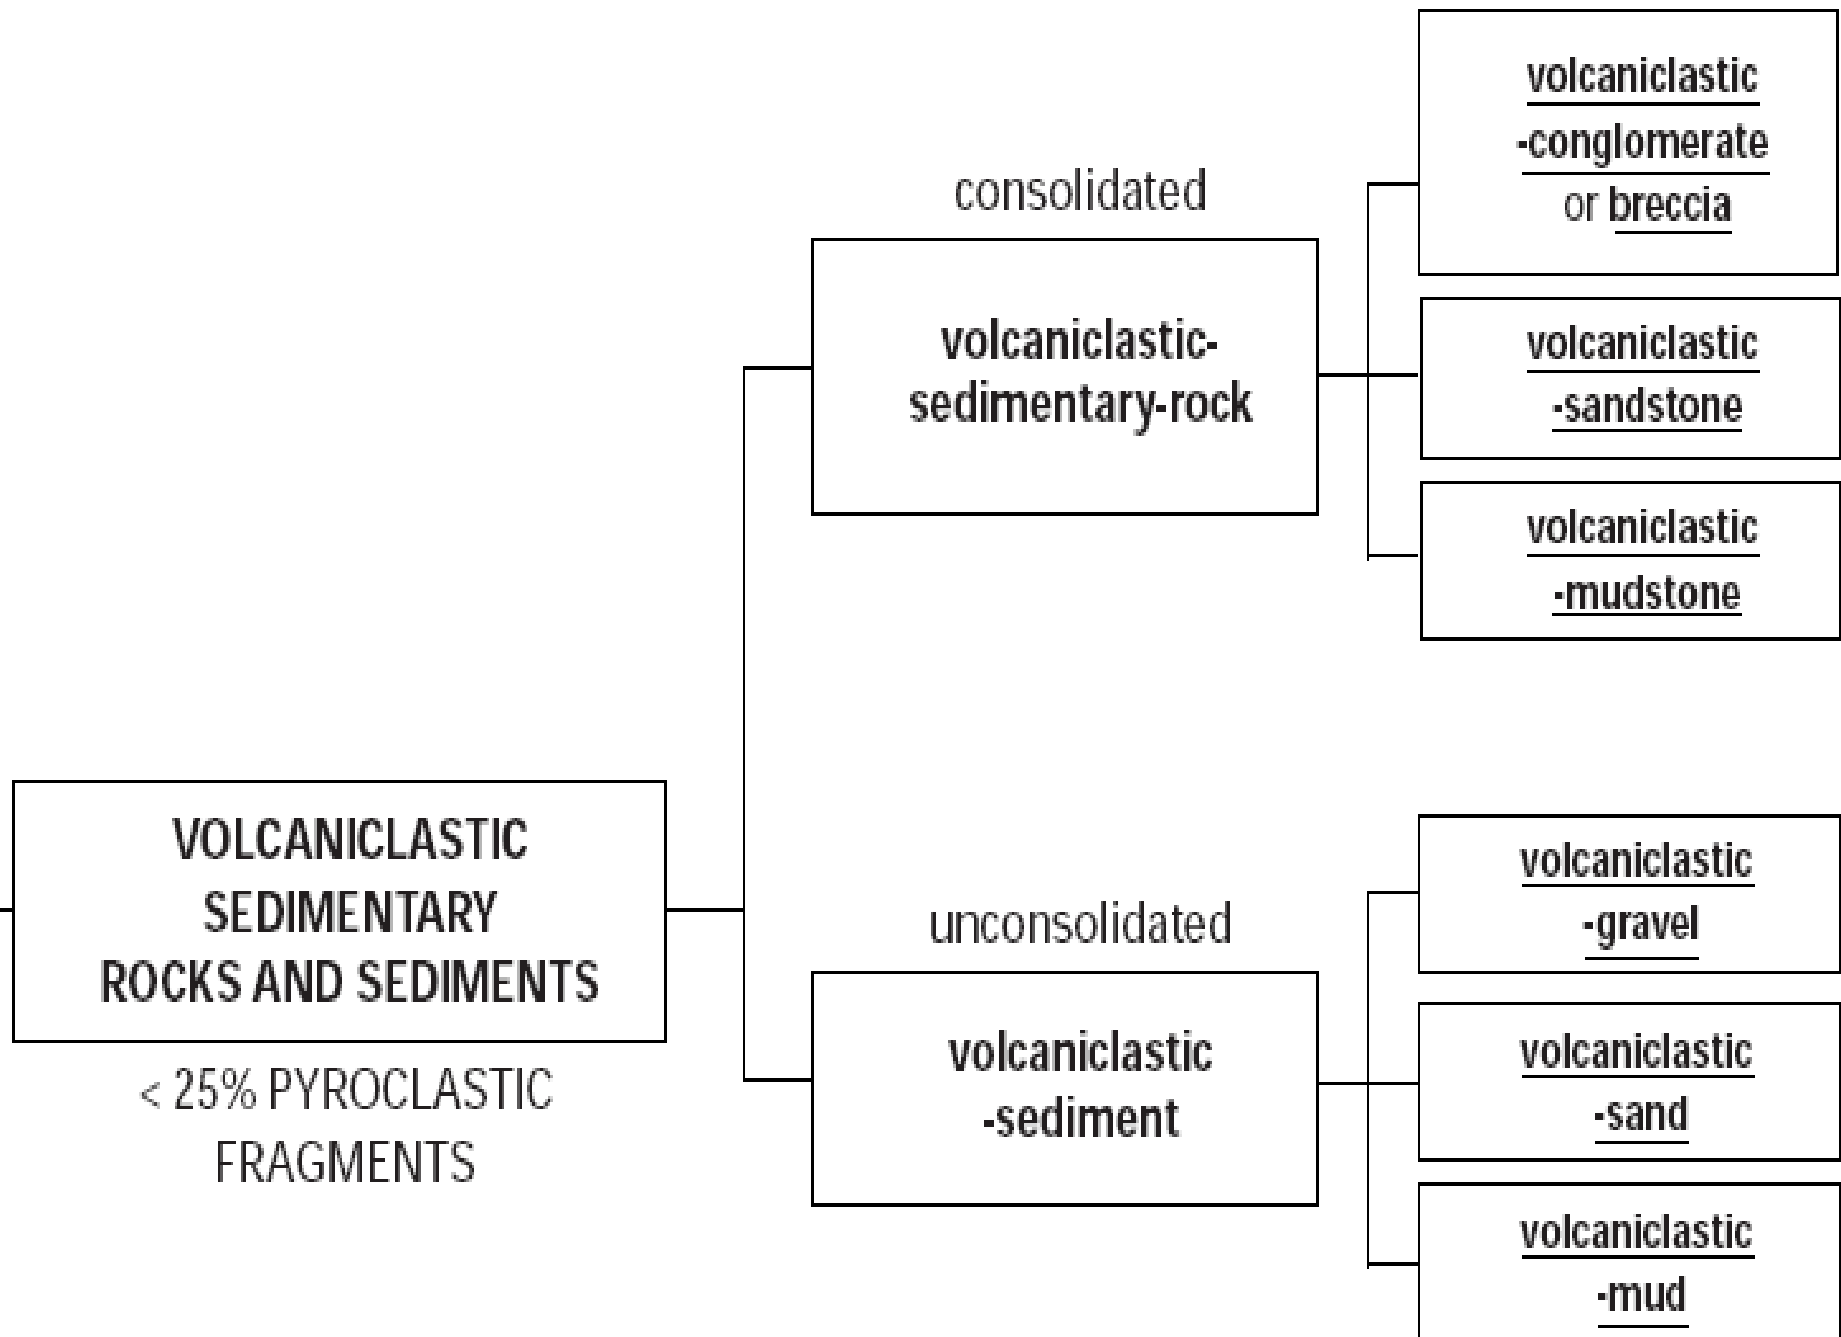 VOLCANICLASTIC
SEDIMENTARY
ROCKS AND SEDIMENTS
< 25% PYROCLASTIC
FRAGMENTS
consolidated
volcaniclastic-
sedimentary-rock
volcaniclastic
-conglomerate
or breccia
volcaniclastic
-sandstone
volcaniclastic
-mudstone
unconsolidated
volcaniclastic
-sediment
volcaniclastic
-gravel
volcaniclastic
-sand
volcaniclastic
-mud